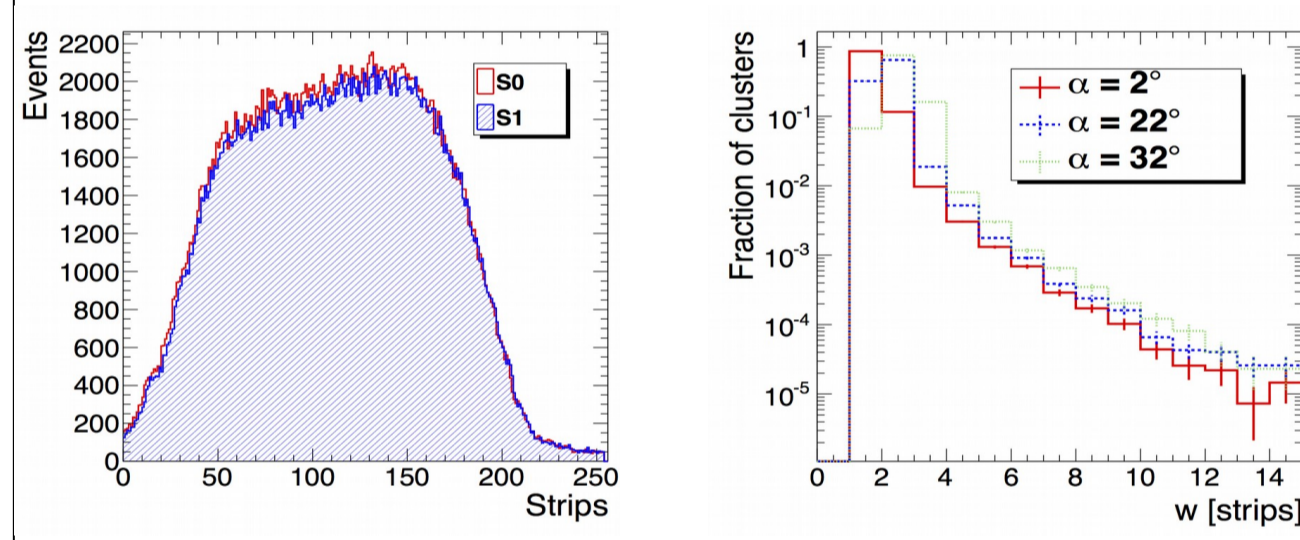 Events
2200
2000
1800
1600
1400
1200
1000
800
600
400
200
0
0 50 100 150 200 250
Strips
S0
S1
Fraction of clusters
1
10⁻¹
10⁻²
10⁻³
10⁻⁴
10⁻⁵
α = 2°
α = 22°
α = 32°
0 2 4 6 8 10 12 14
w [strips]